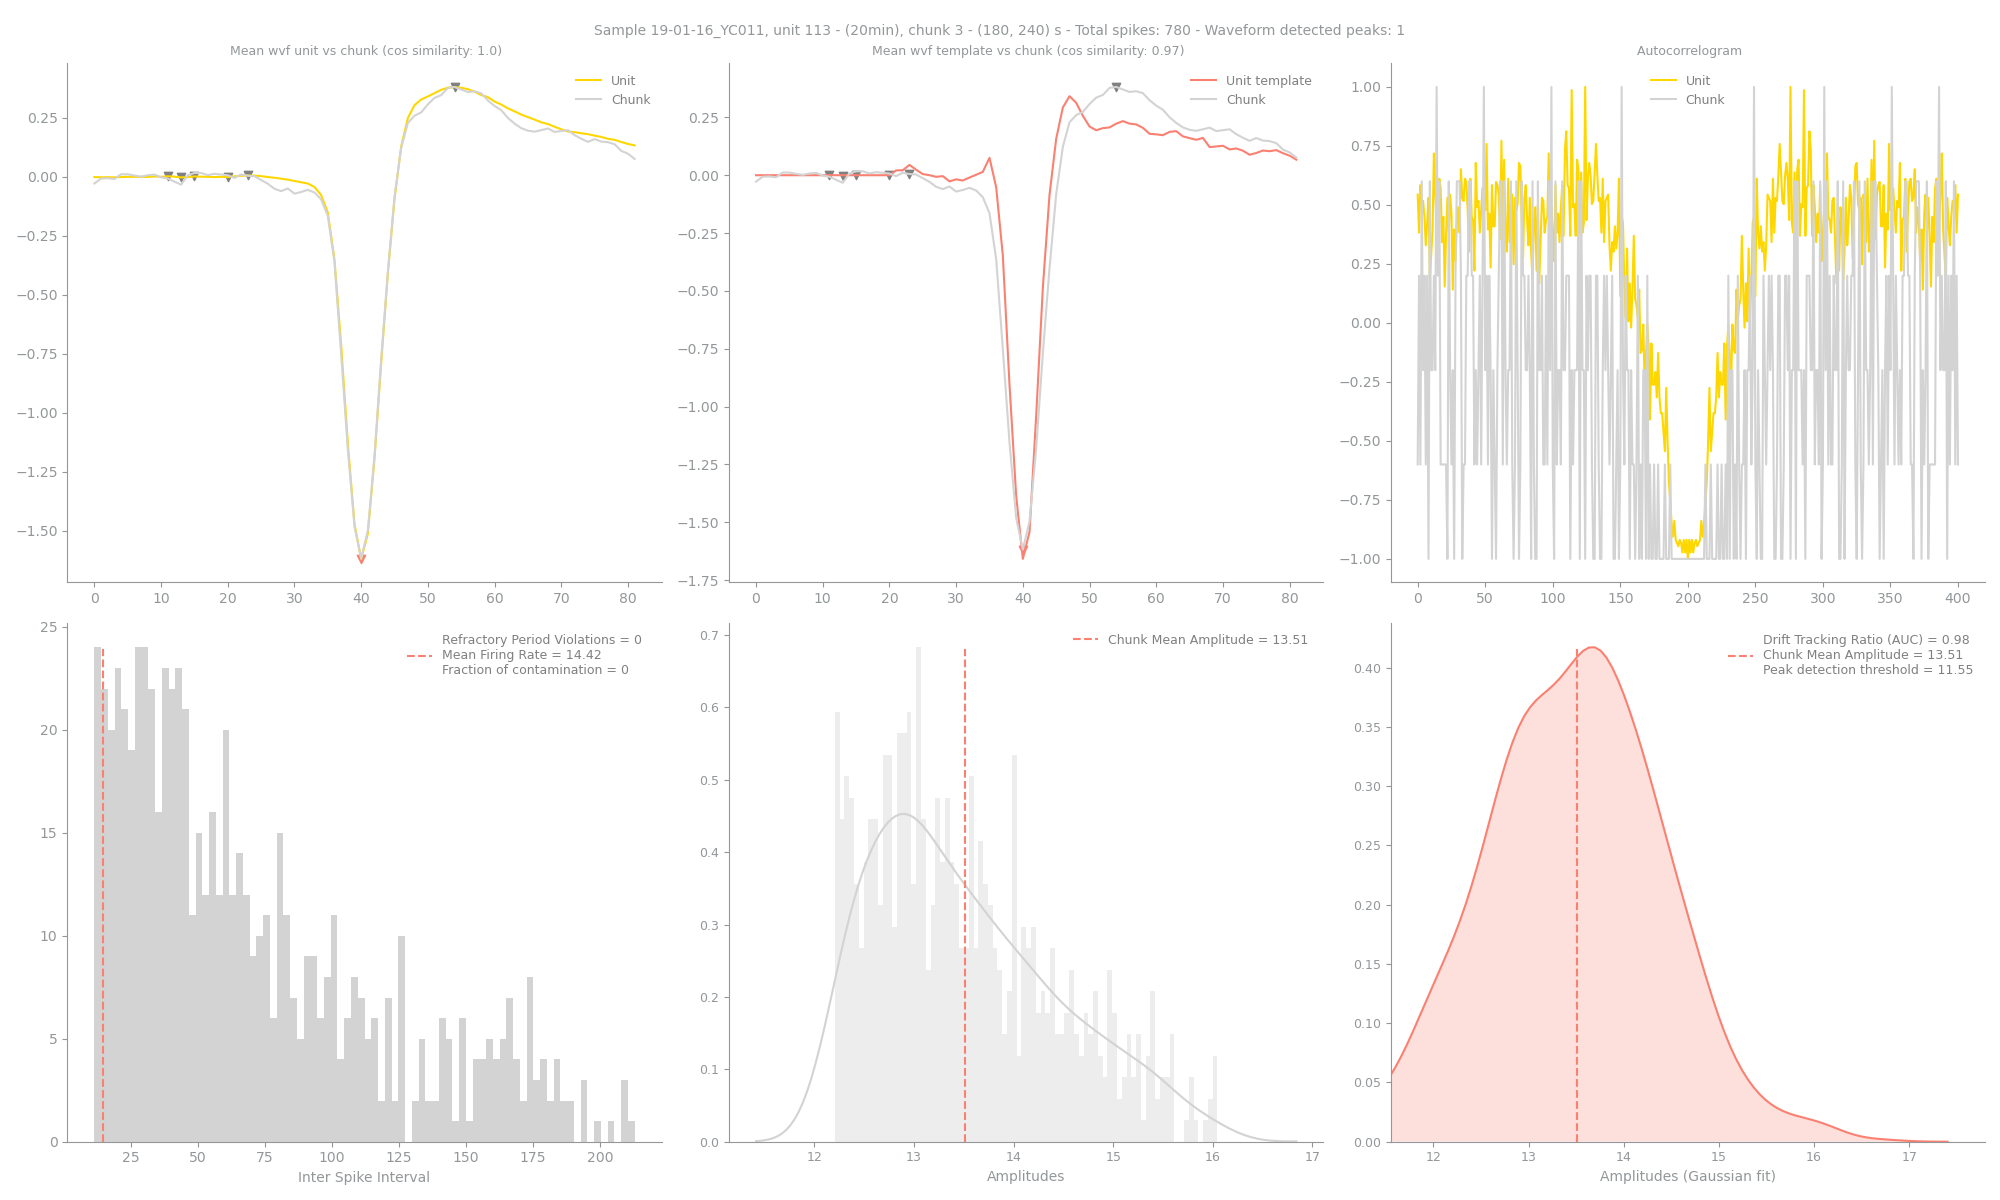 Sample 19-01-16_YC011, unit 113 - (20min), chunk 3 - (180, 240) s - Total spikes: 780 - Waveform detected peaks: 1
Mean wvf unit vs chunk (cos similarity: 1.0)
Unit
Chunk
0.25
0.00
−0.25
−0.50
−0.75
−1.00
−1.25
−1.50
0 10 20 30 40 50 60 70 80
Mean wvf template vs chunk (cos similarity: 0.97)
Unit template
Chunk
0.25
0.00
−0.25
−0.50
−0.75
−1.00
−1.25
−1.50
−1.75
0 10 20 30 40 50 60 70 80
Autocorrelogram
Unit
Chunk
1.00
0.75
0.50
0.25
0.00
−0.25
−0.50
−0.75
−1.00
0 50 100 150 200 250 300 350 400
Refractory Period Violations = 0
Mean Firing Rate = 14.42
Fraction of contamination = 0
25
20
15
10
5
0
25 50 75 100 125 150 175 200
Inter Spike Interval
Chunk Mean Amplitude = 13.51
0.7
0.6
0.5
0.4
0.3
0.2
0.1
0.0
12 13 14 15 16 17
Amplitudes
Drift Tracking Ratio (AUC) = 0.98
Chunk Mean Amplitude = 13.51
Peak detection threshold = 11.55
0.40
0.35
0.30
0.25
0.20
0.15
0.10
0.05
0.00
12 13 14 15 16 17
Amplitudes (Gaussian fit)